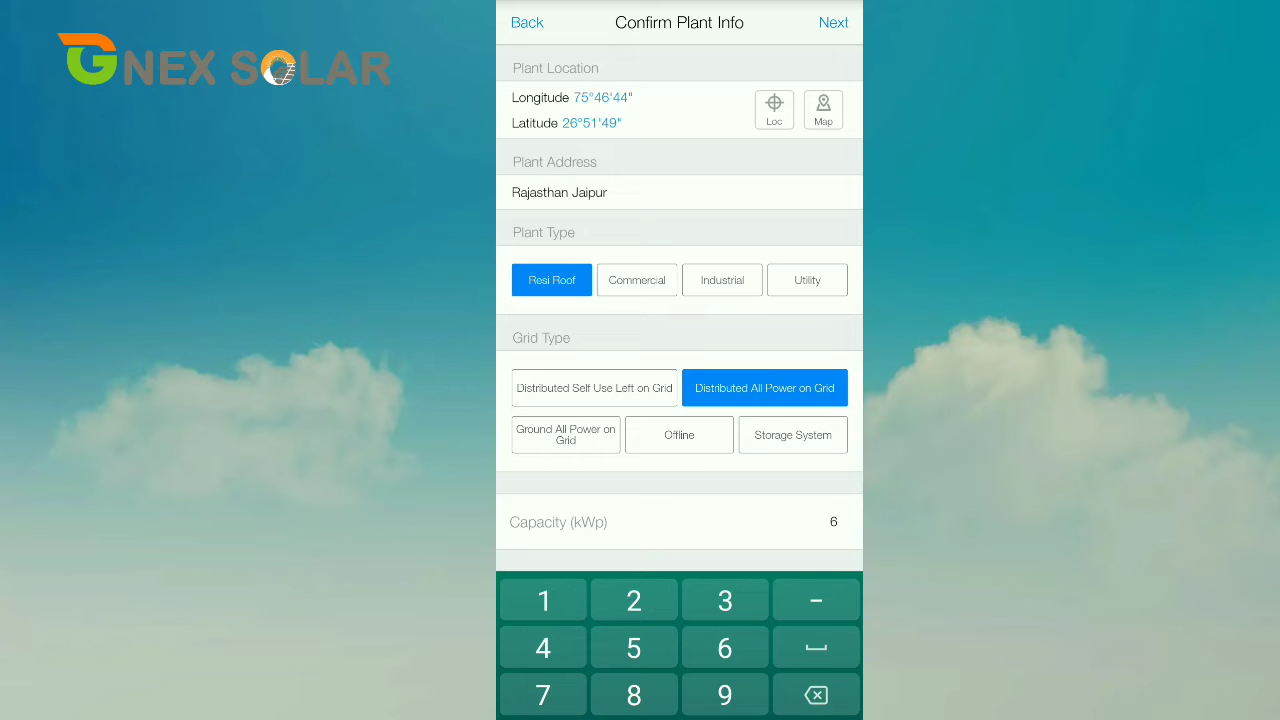 GNEX SOLAR
Back Confirm Plant Info Next
Plant Location
Longitude 75°46'44"
Latitude 26°51'49"
Loc Map
Plant Address
Rajasthan Jaipur
Plant Type
Resi Roof Commercial Industrial Utility
Grid Type
Distributed Self Use Left on Grid Distributed All Power on Grid
Ground All Power on
Grid
Offline Storage System
Capacity (kWp) 6
1 2 3 -
4 5 6
7 8 9